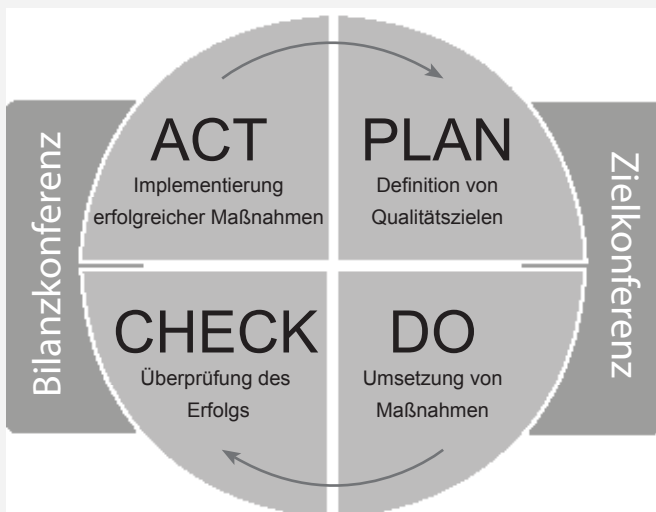 Bilanzkonferenz
ACT
Implementierung
erfolgreicher Maßnahmen
PLAN
Definition von
Qualitätszielen
CHECK
Überprüfung des
Erfolgs
DO
Umsetzung von
Maßnahmen
Zielkonferenz